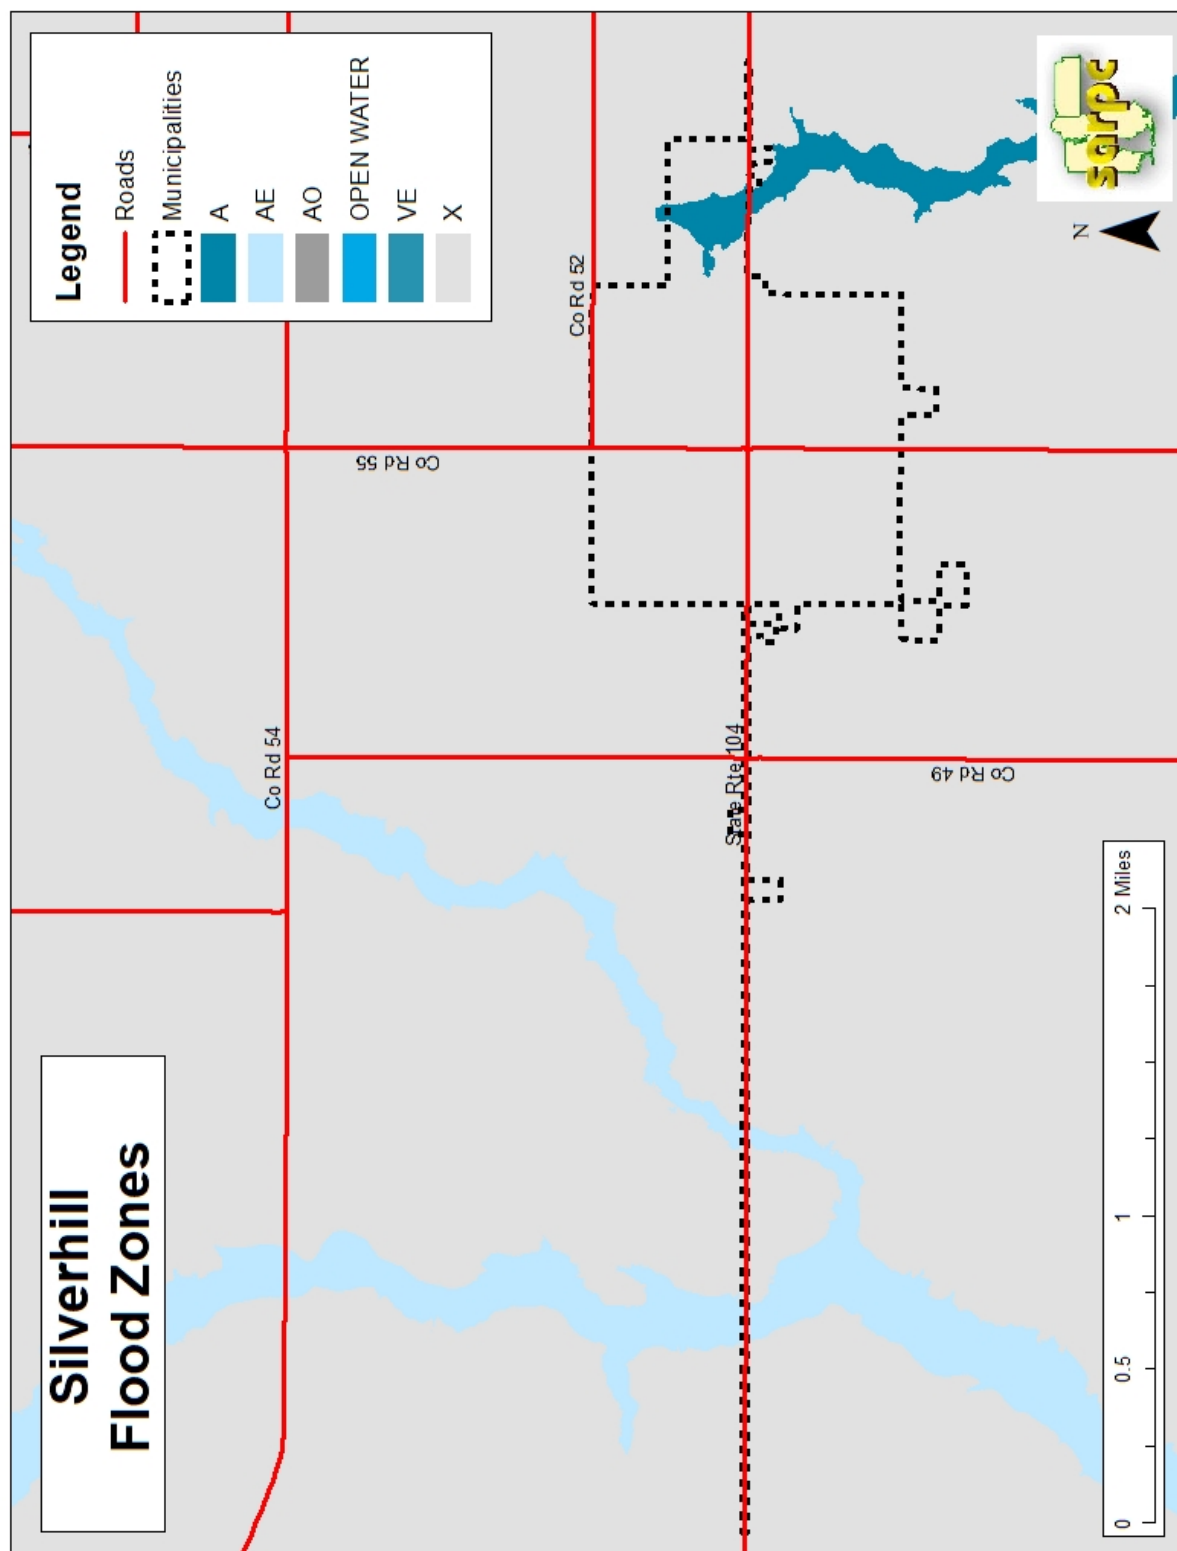 Silverhill
Flood Zones
Legend
Roads
Municipalities
A
AE
AO
OPEN WATER
VE
X
Co Rd 54
Co Rd 55
Co Rd 52
State Rte 104
Co Rd 49
0 0.5 1 2 Miles
N
sarpc